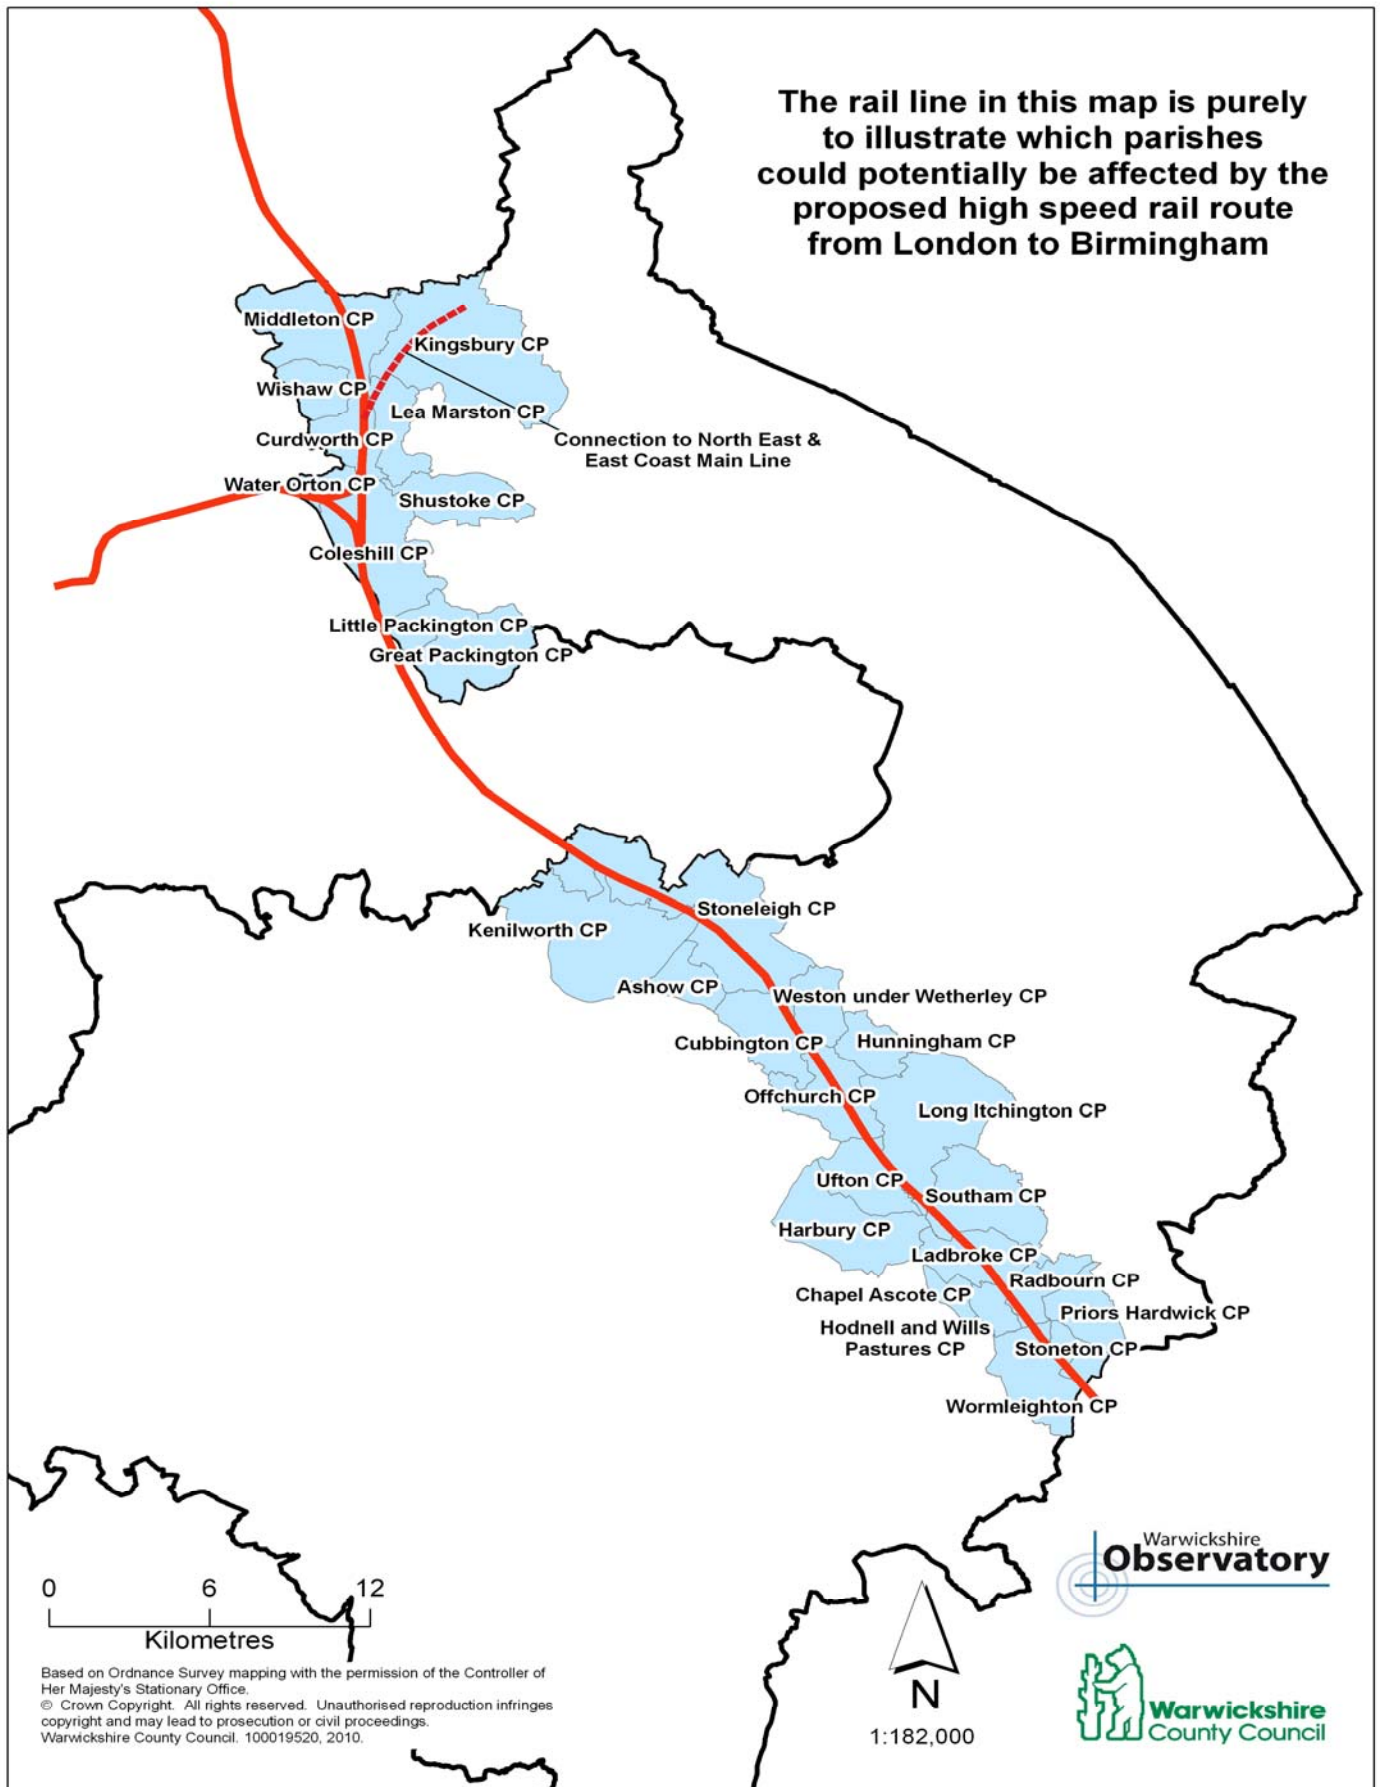 The rail line in this map is purely
to illustrate which parishes
could potentially be affected by the
proposed high speed rail route
from London to Birmingham
Middleton CP
Kingsbury CP
Wishaw CP
Lea Marston CP
Curdworth CP
Connection to North East &
East Coast Main Line
Water Orton CP
Shustoke CP
Coleshill CP
Little Packington CP
Great Packington CP
Stoneleigh CP
Kenilworth CP
Ashow CP
Weston under Wetherley CP
Cubbington CP
Hunningham CP
Offchurch CP
Long Itchington CP
Ufton CP
Southam CP
Harbury CP
Ladbroke CP
Radbourn CP
Chapel Ascote CP
Priors Hardwick CP
Hodnell and Wills
Pastures CP
Stoneton CP
Wormleighton CP
Warwickshire
Observatory
0 6 12
Kilometres
Based on Ordnance Survey mapping with the permission of the Controller of
Her Majesty's Stationary Office.
© Crown Copyright. All rights reserved. Unauthorised reproduction infringes
copyright and may lead to prosecution or civil proceedings.
Warwickshire County Council. 100019520, 2010.
N
1:182,000
Warwickshire
County Council